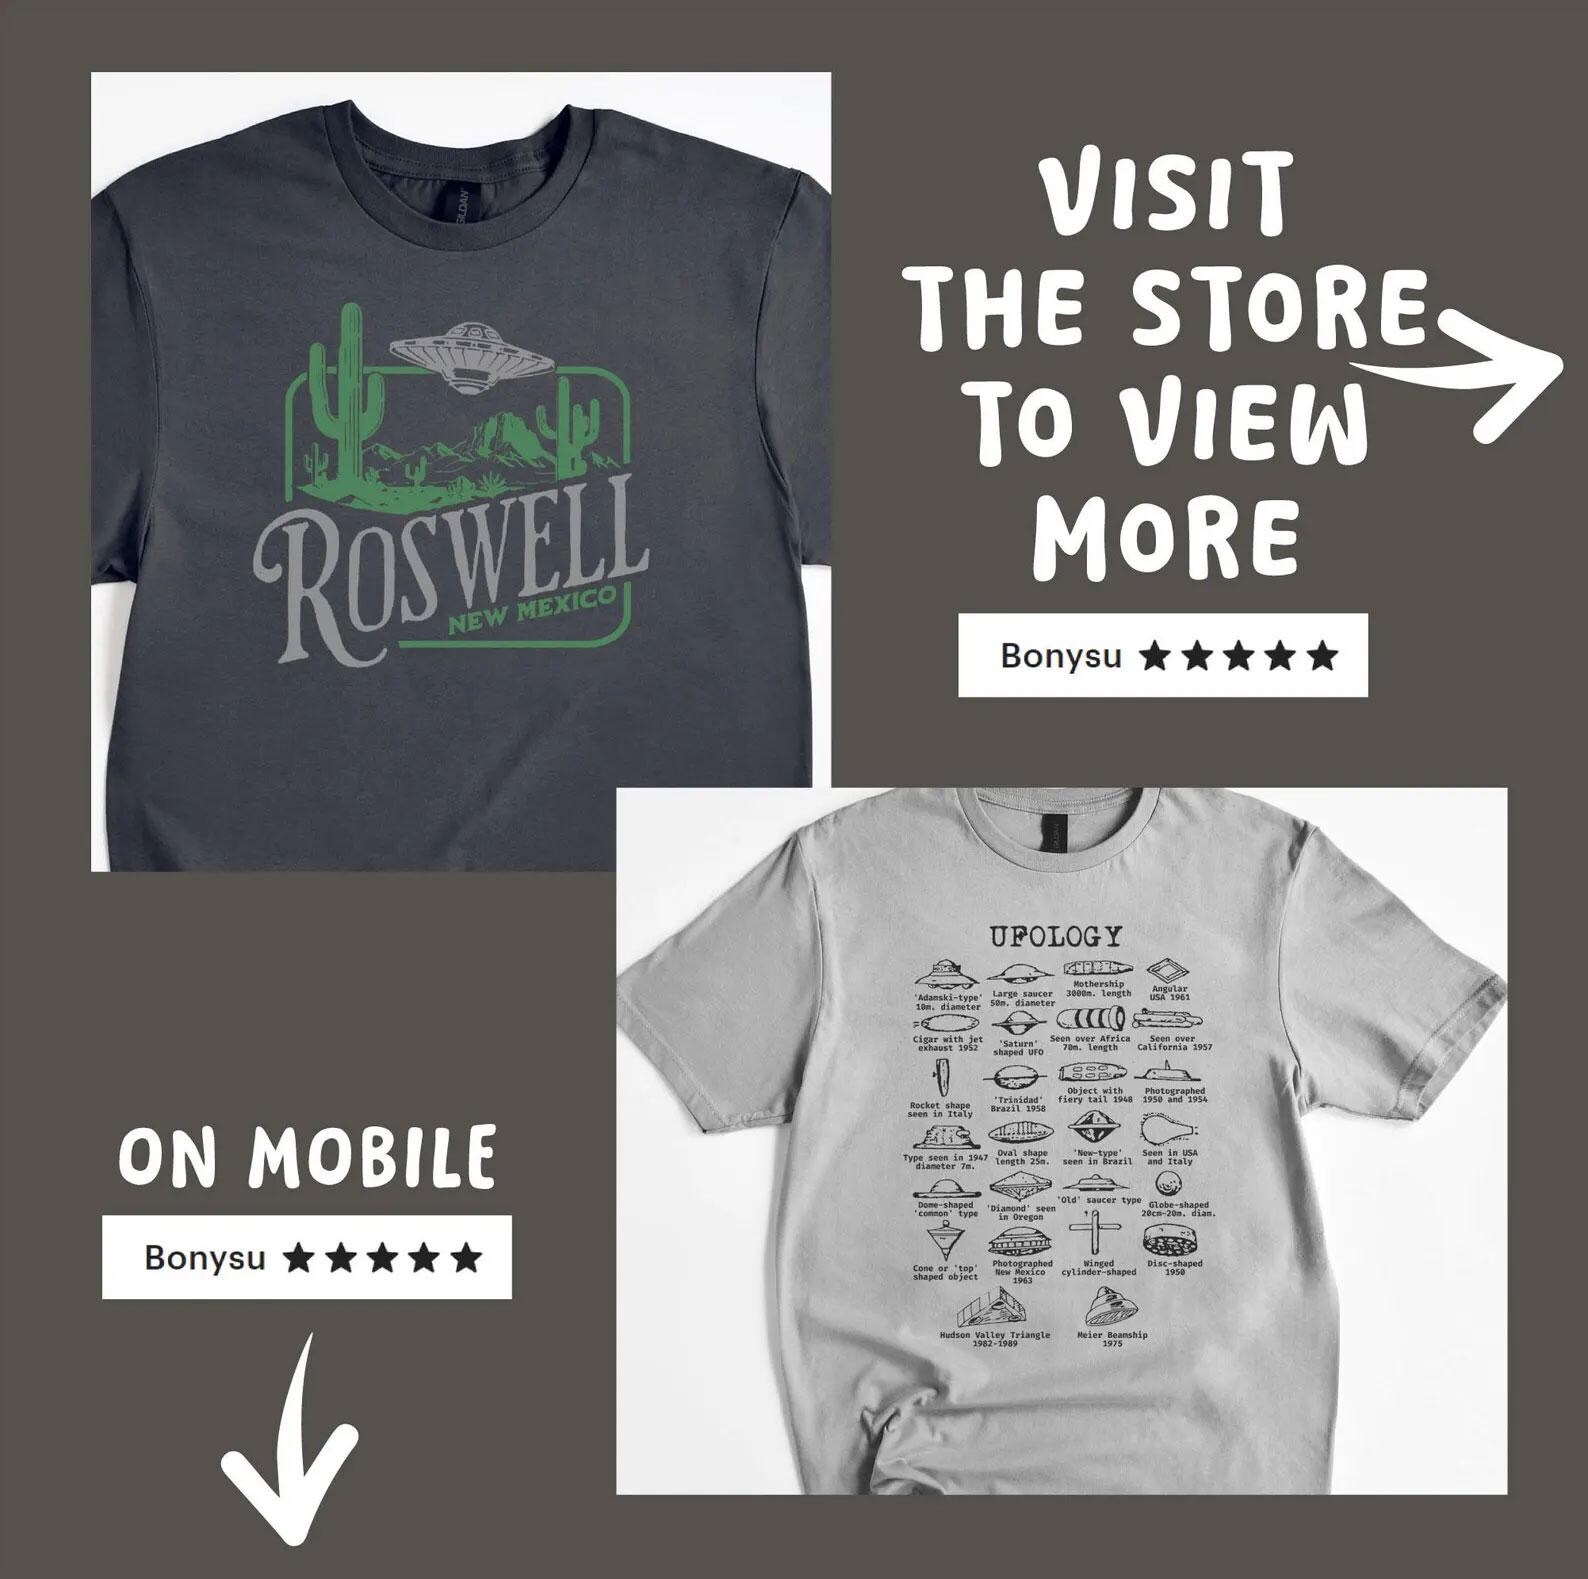 VISIT
THE STORE
TO VIEW
MORE
Bonysu ★★★★★
GILDAN
ROSWELL
NEW MEXICO
GILDAN
UFOLOGY
'Adamski-type'
10m. diameter
Large saucer
50m. diameter
Mothership
3000m. length
Angular
USA 1961
Cigar with jet
exhaust 1952
'Saturn'
shaped UFO
Seen over Africa
70m. length
Seen over
California 1957
Rocket shape
seen in Italy
'Trinidad'
Brazil 1958
Object with
fiery tail 1948
Photographed
1950 and 1954
Type seen in 1947
diameter 7m.
Oval shape
length 25m.
'New-type'
seen in Brazil
Seen in USA
and Italy
Dome-shaped
'common' type
'Diamond' seen
in Oregon
'Old' saucer type
Globe-shaped
20cm-20m. diam.
Cone or 'top'
shaped object
Photographed
New Mexico
1963
Winged
cylinder-shaped
Disc-shaped
1950
Hudson Valley Triangle
1982-1989
Meier Beamship
1975
ON MOBILE
Bonysu ★★★★★